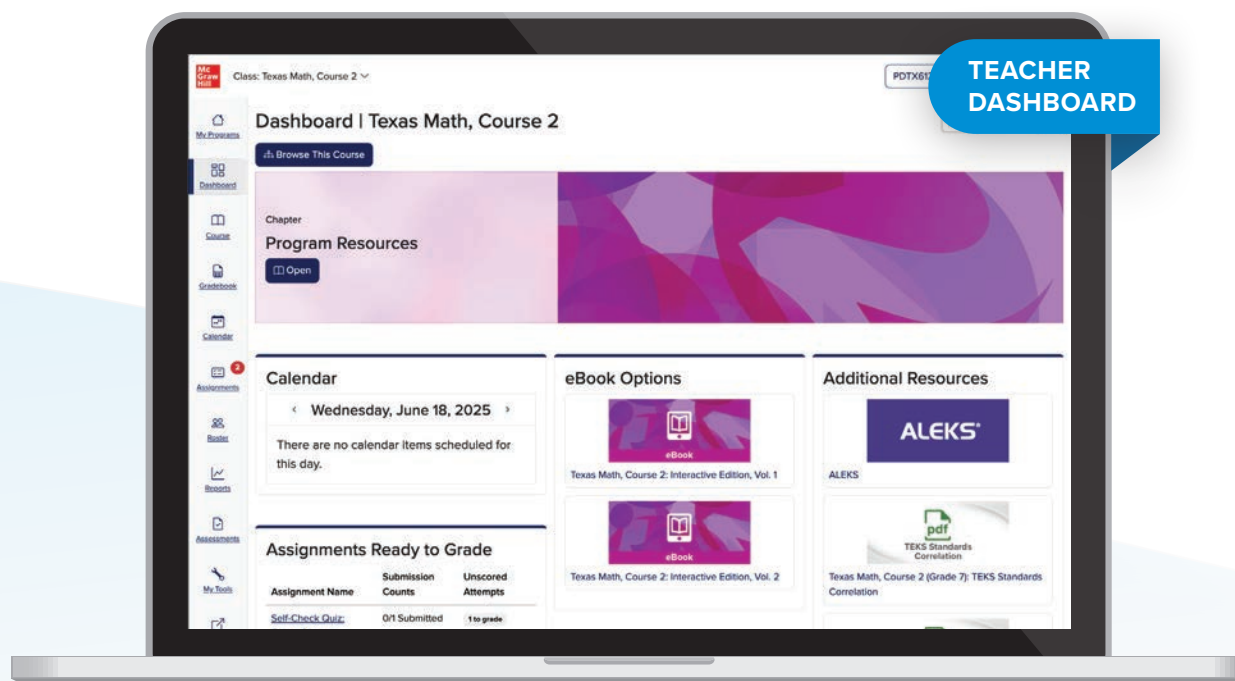 TEACHER
DASHBOARD
Mc
Graw
Hill
Class: Texas Math, Course 2
My Programs
Dashboard
Course
Gradebook
Calendar
2
Assignments
Roster
Reports
Assessments
My Tools
Dashboard | Texas Math, Course 2
Browse This Course
Chapter
Program Resources
Open
Calendar
Wednesday, June 18, 2025
There are no calendar items scheduled for
this day.
Assignments Ready to Grade
Assignment Name Submission Counts Unscored Attempts
Self-Check Quiz: 0/1 Submitted 1 to grade
eBook Options
eBook
Texas Math, Course 2: Interactive Edition, Vol. 1
eBook
Texas Math, Course 2: Interactive Edition, Vol. 2
Additional Resources
ALEKS®
ALEKS
pdf
TEKS Standards
Correlation
Texas Math, Course 2 (Grade 7): TEKS Standards
Correlation